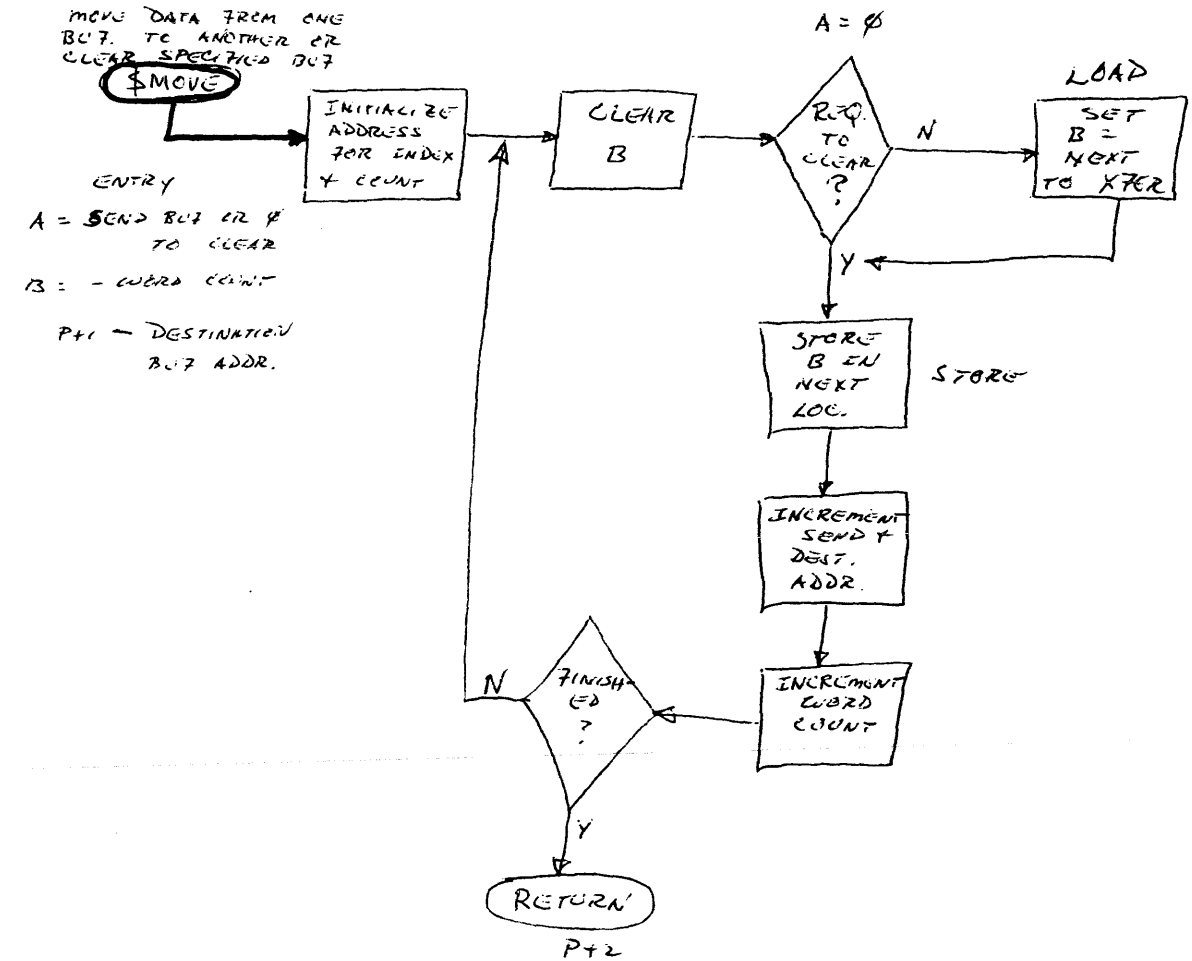 MOVE DATA FROM ONE
BUF. TO ANOTHER OR
CLEAR SPECIFIED BUF
$MOVE
INITIALIZE
ADDRESS
FOR INDEX
+ COUNT
CLEAR
B
A = φ
REQ.
TO
CLEAR
?
N
LOAD
SET
B =
NEXT
TO XFER
Y
ENTRY
A = SEND BUF OR φ
TO CLEAR
B = - WORD COUNT
P+1 - DESTINATION
BUF ADDR.
STORE
B IN
NEXT
LOC.
STORE
INCREMENT
SEND +
DEST.
ADDR.
INCREMENT
WORD
COUNT
FINISH-
ED
?
N
Y
RETURN
P+2